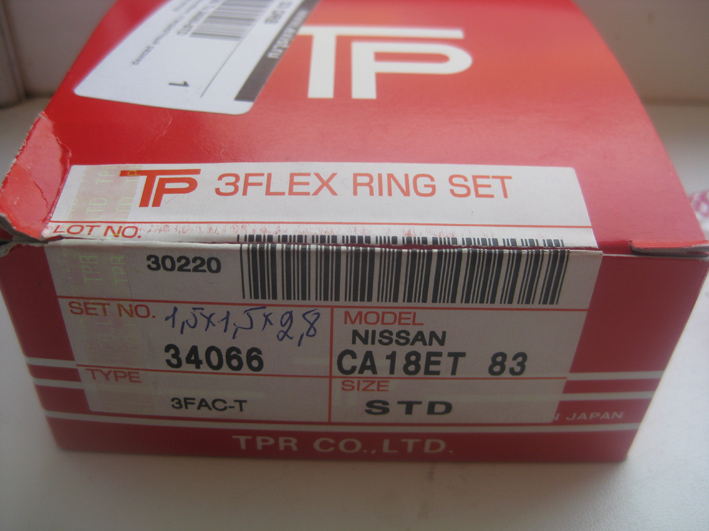 TP
1
TP 3FLEX RING SET
LOT NO.
30220
SET NO. 1,5x1,5x2,8
34066
MODEL
NISSAN
CA18ET 83
TYPE
3FAC-T
SIZE
STD
N JAPAN
TPR CO.,LTD.